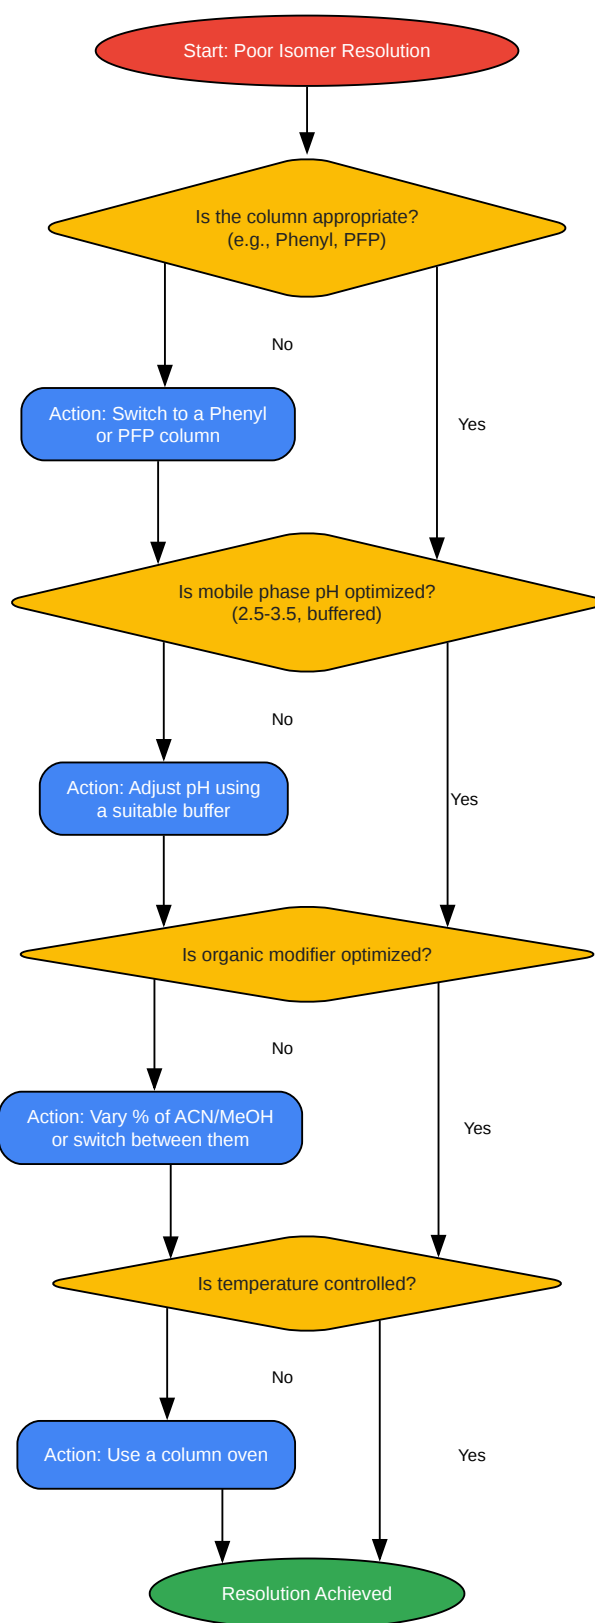 Start: Poor Isomer Resolution
Is the column appropriate?
(e.g., Phenyl, PFP)
No
Action: Switch to a Phenyl
or PFP column
Yes
Is mobile phase pH optimized?
(2.5-3.5, buffered)
No
Action: Adjust pH using
a suitable buffer
Yes
Is organic modifier optimized?
No
Action: Vary % of ACN/MeOH
or switch between them
Yes
Is temperature controlled?
No
Action: Use a column oven
Yes
Resolution Achieved